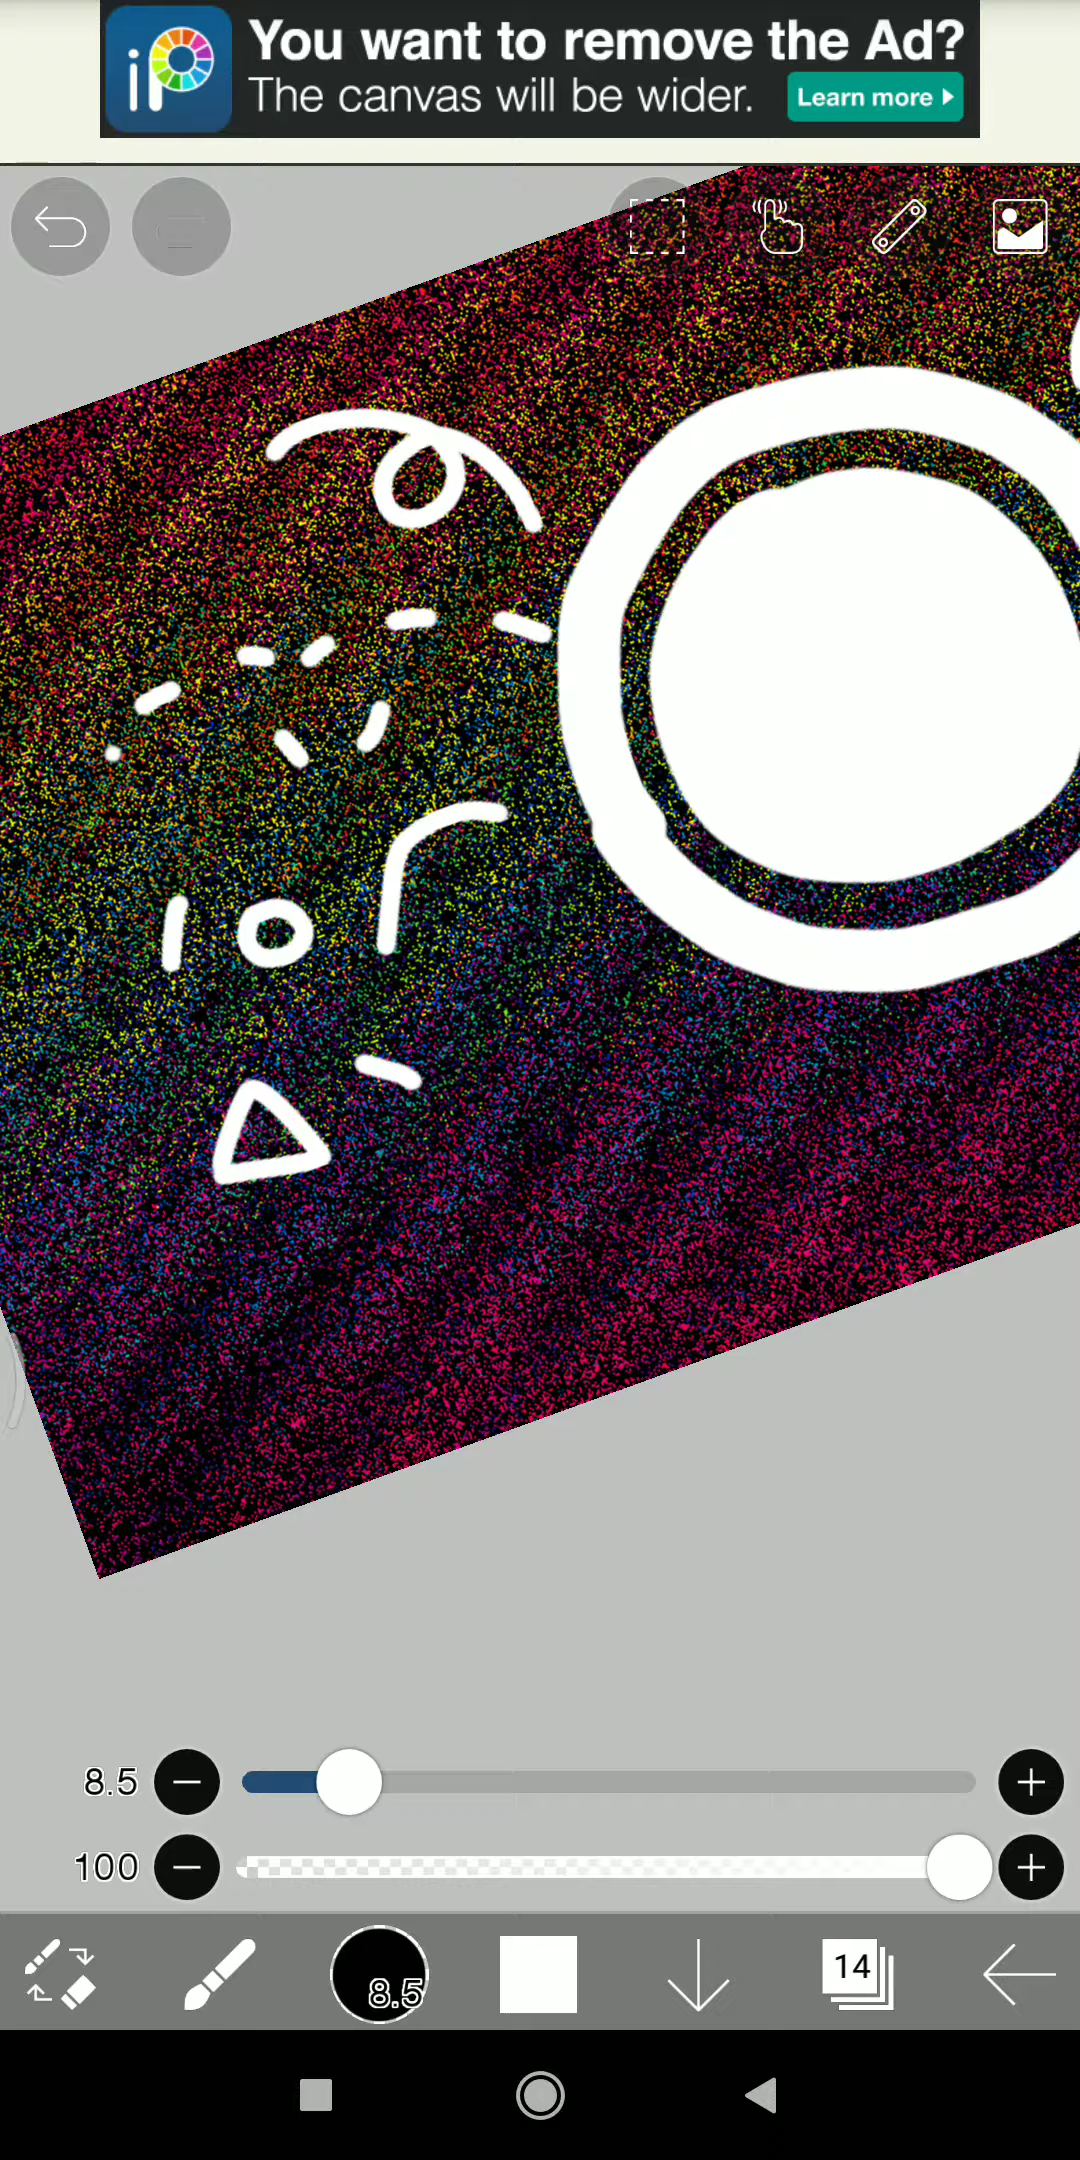 iP
You want to remove the Ad?
The canvas will be wider.
Learn more
8.5
100
8.5
14